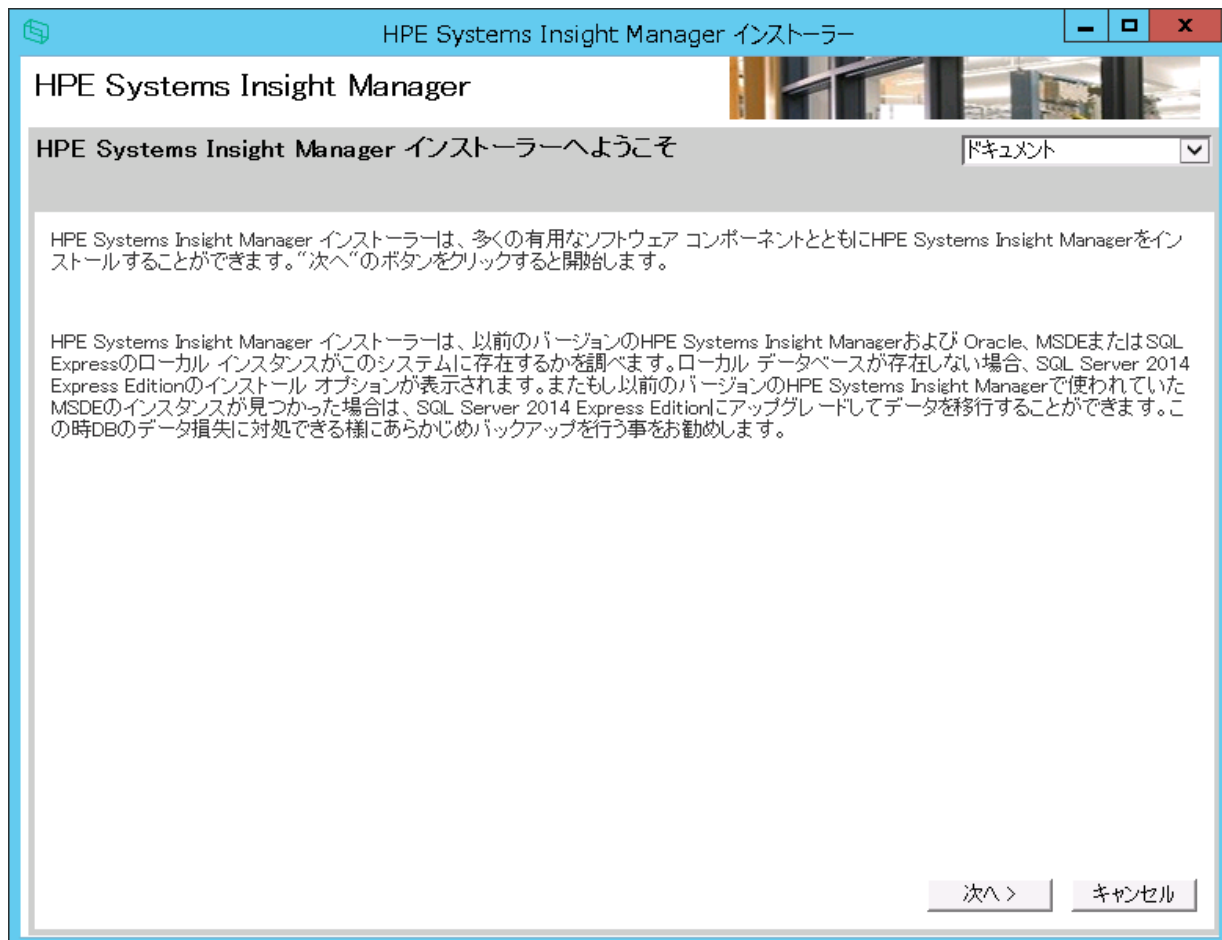 HPE Systems Insight Manager インストーラー
HPE Systems Insight Manager
HPE Systems Insight Manager インストーラーへようこそ
ドキュメント
HPE Systems Insight Manager インストーラーは、多くの有用なソフトウェア コンポーネントとともにHPE Systems Insight Managerをイン
ストールすることができます。“次へ“のボタンをクリックすると開始します。
HPE Systems Insight Manager インストーラーは、以前のバージョンのHPE Systems Insight Managerおよび Oracle、MSDEまたはSQL
Expressのローカル インスタンスがこのシステムに存在するかを調べます。ローカル データベースが存在しない場合、SQL Server 2014
Express Editionのインストール オプションが表示されます。またもし以前のバージョンのHPE Systems Insight Managerで使われていた
MSDEのインスタンスが見つかった場合は、SQL Server 2014 Express Editionにアップグレードしてデータを移行することができます。こ
の時DBのデータ損失に対処できる様にあらかじめバックアップを行う事をお勧めします。
次へ >
キャンセル